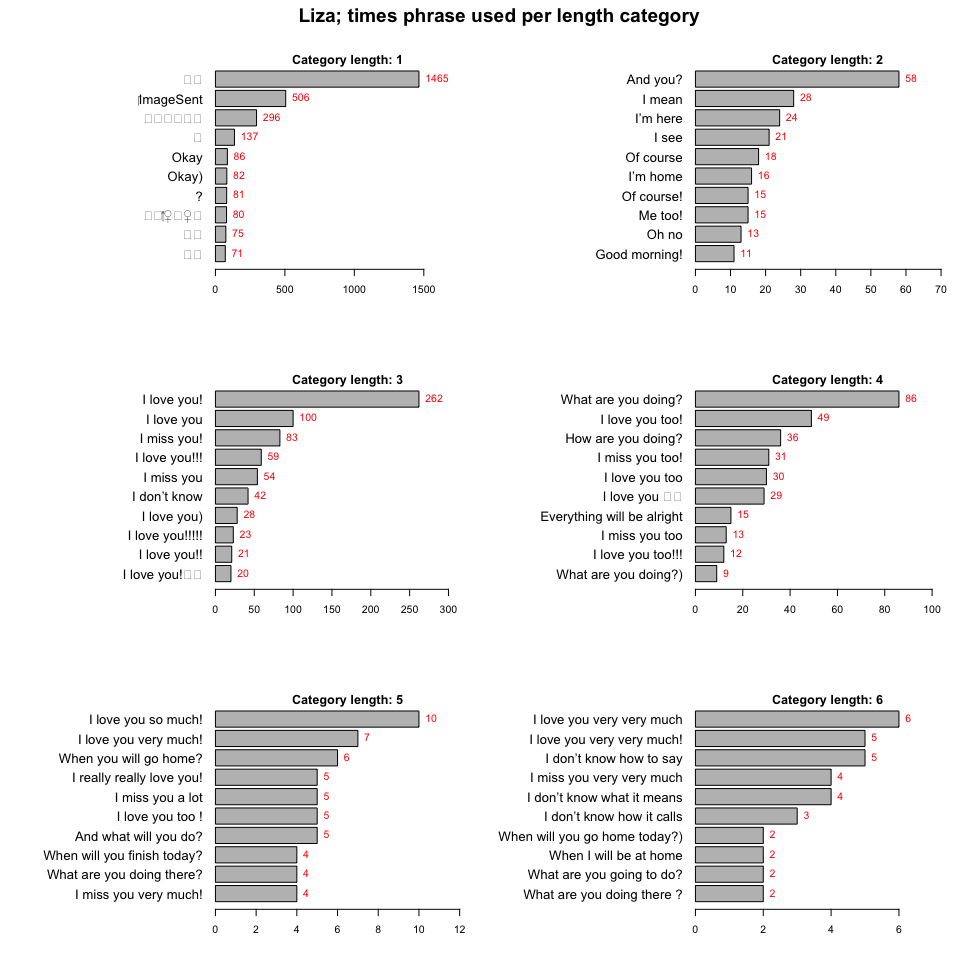 Liza; times phrase used per length category
Category length: 1
1465
ImageSent 506
296
137
Okay 86
Okay) 82
? 81
♀ ♀ 80
75
71
0 500 1000 1500
Category length: 2
And you? 58
I mean 28
I'm here 24
I see 21
Of course 18
I'm home 16
Of course! 15
Me too! 15
Oh no 13
Good morning! 11
0 10 20 30 40 50 60 70
Category length: 3
I love you! 262
I love you 100
I miss you! 83
I love you!!! 59
I miss you 54
I don't know 42
I love you) 28
I love you!!!!! 23
I love you!! 21
I love you! 20
0 50 100 150 200 250 300
Category length: 4
What are you doing? 86
I love you too! 49
How are you doing? 36
I miss you too! 31
I love you too 30
I love you 29
Everything will be alright 15
I miss you too 13
I love you too!!! 12
What are you doing?) 9
0 20 40 60 80 100
Category length: 5
I love you so much! 10
I love you very much! 7
When you will go home? 6
I really really love you! 5
I miss you a lot 5
I love you too ! 5
And what will you do? 5
When will you finish today? 4
What are you doing there? 4
I miss you very much! 4
0 2 4 6 8 10 12
Category length: 6
I love you very very much 6
I love you very very much! 5
I don't know how to say 5
I miss you very very much 4
I don't know what it means 4
I don't know how it calls 3
When will you go home today?) 2
When I will be at home 2
What are you going to do? 2
What are you doing there ? 2
0 2 4 6